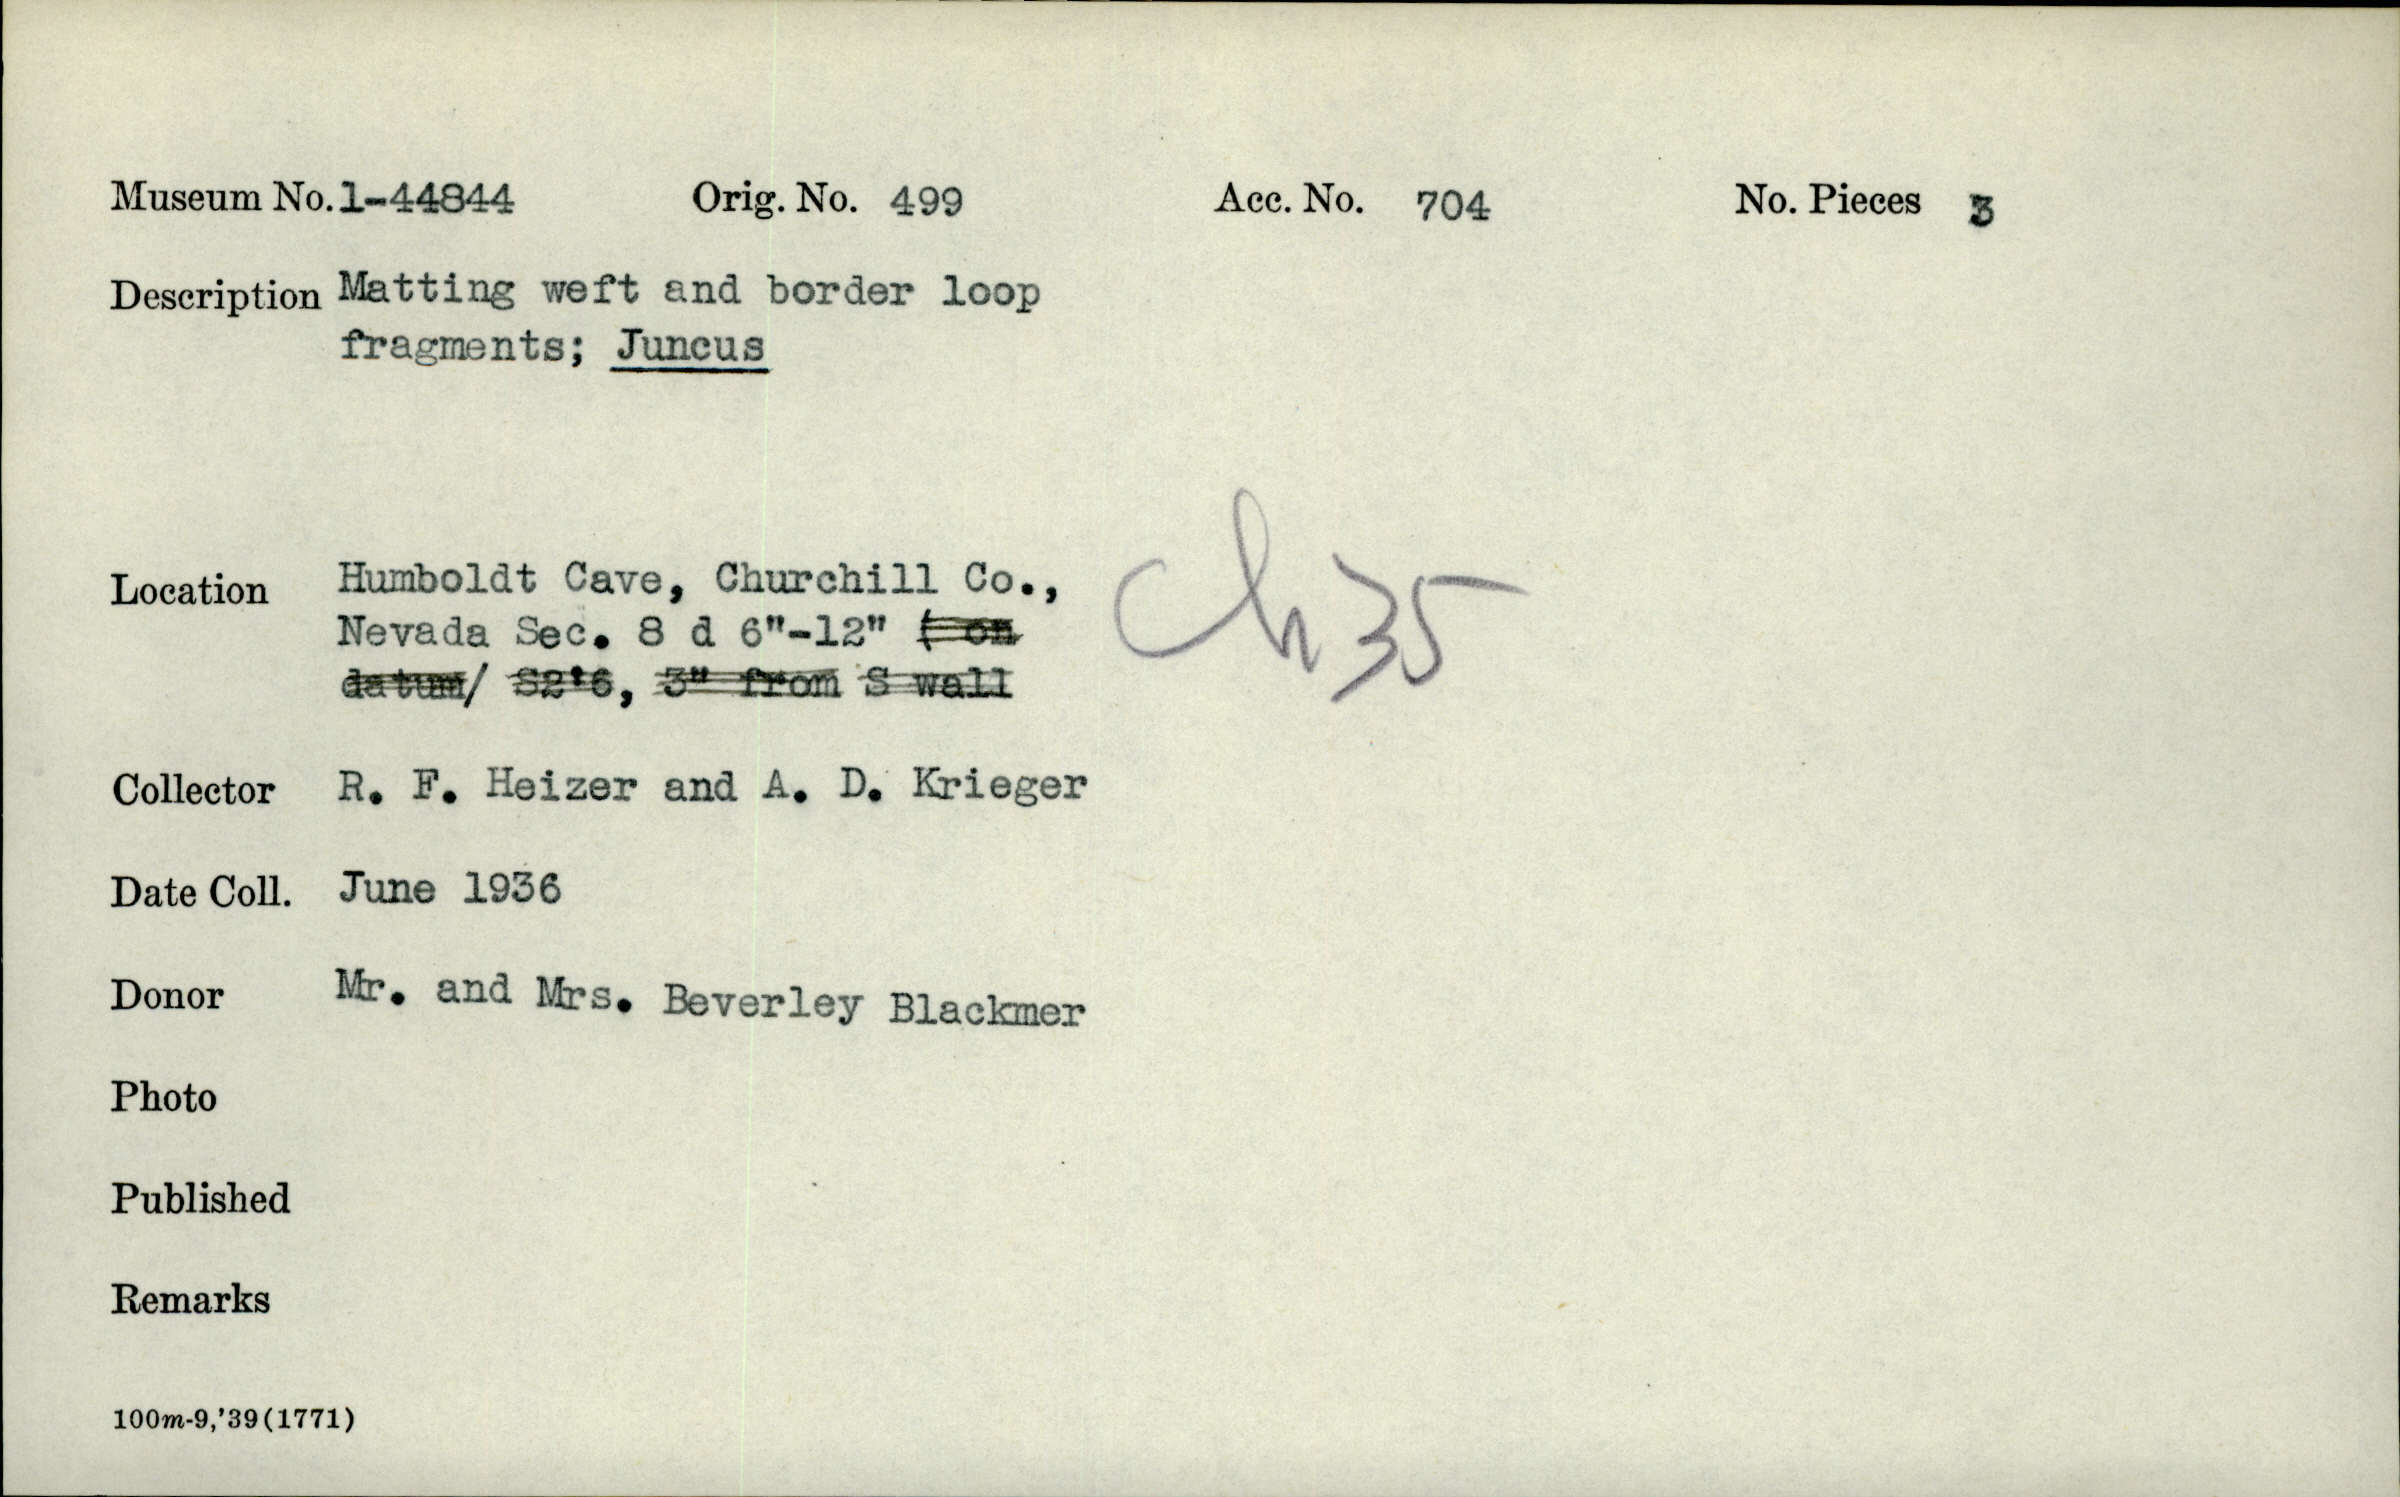 Museum No. 1-44844 Orig. No. 499 Acc. No. 704 No. Pieces 3
Description Matting weft and border loop
fragments; Juncus
Location Humboldt Cave, Churchill Co.,
Nevada Sec. 8 d 6"-12" ( on
datum/ S2'6, 3" from S wall
Ch35
Collector R. F. Heizer and A. D. Krieger
Date Coll. June 1936
Donor Mr. and Mrs. Beverley Blackmer
Photo
Published
Remarks
100m-9,'39(1771)